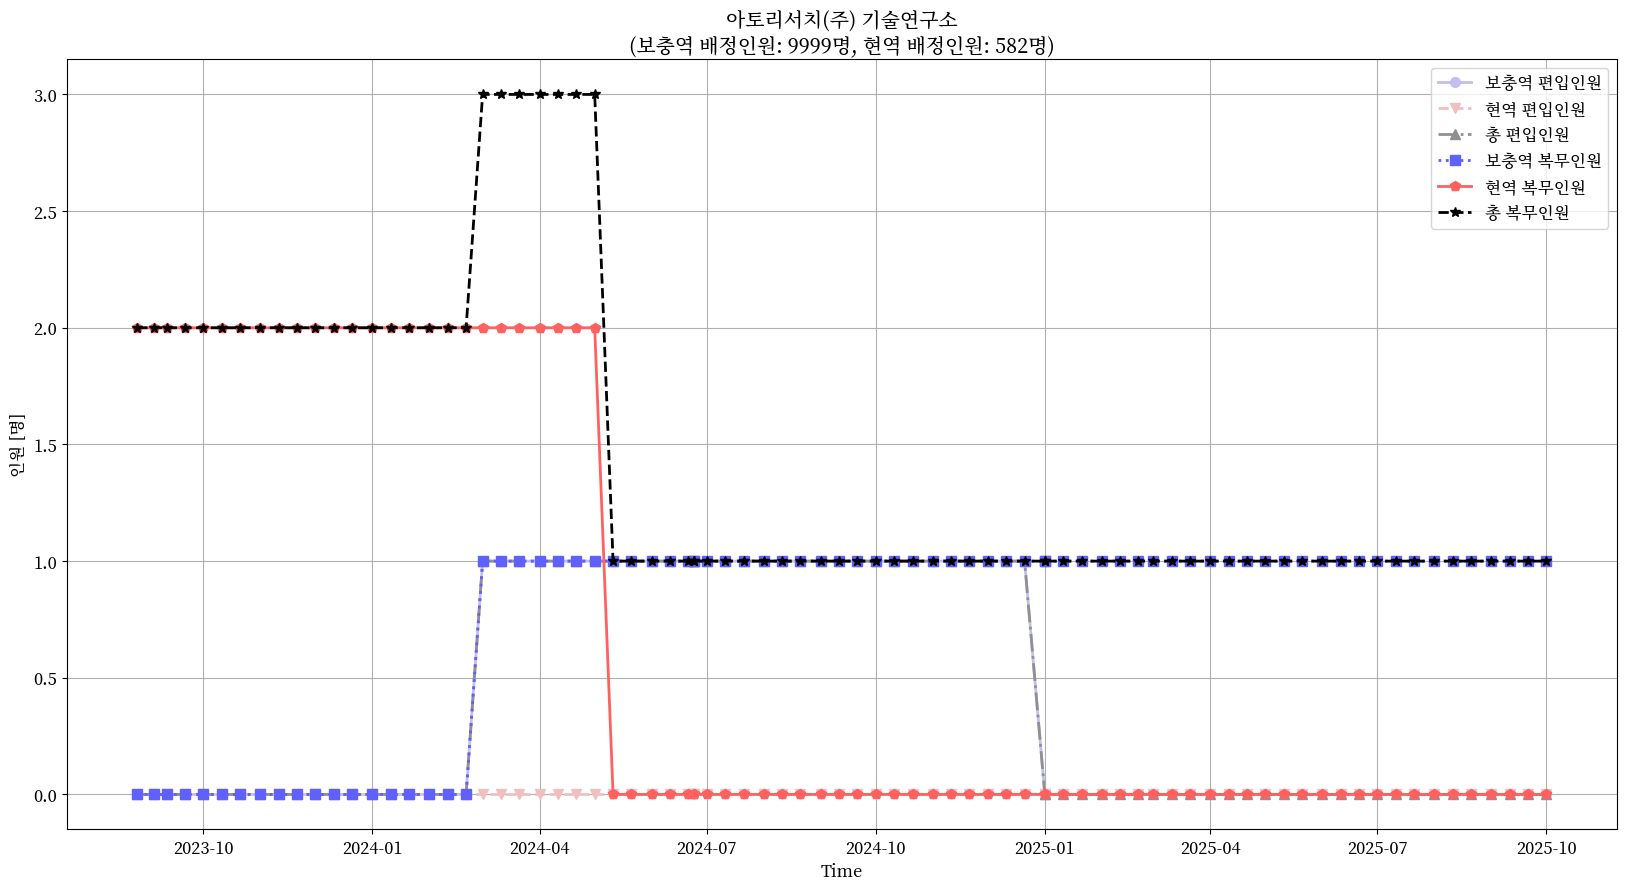 아토리서치(주) 기술연구소
(보충역 배정인원: 9999명, 현역 배정인원: 582명)
보충역 편입인원
현역 편입인원
총 편입인원
보충역 복무인원
현역 복무인원
총 복무인원
3.0
2.5
2.0
1.5
1.0
0.5
0.0
인원 [명]
2023-10
2024-01
2024-04
2024-07
2024-10
2025-01
2025-04
2025-07
2025-10
Time